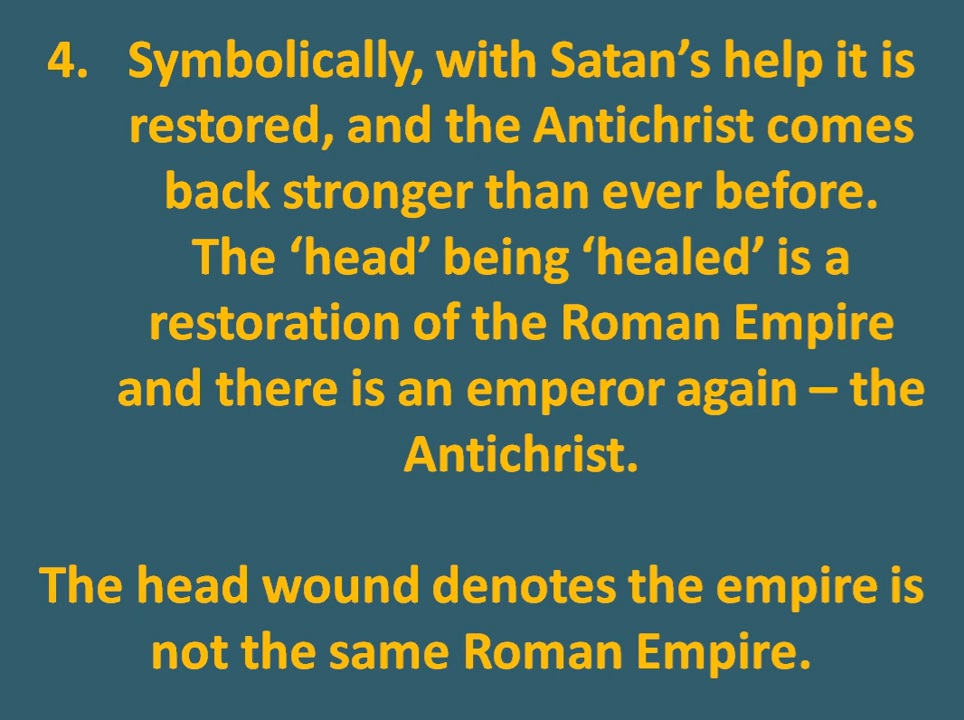 4. Symbolically, with Satan’s help it is
restored, and the Antichrist comes
back stronger than ever before.
The ‘head’ being ‘healed’ is a
restoration of the Roman Empire
and there is an emperor again – the
Antichrist.
The head wound denotes the empire is
not the same Roman Empire.